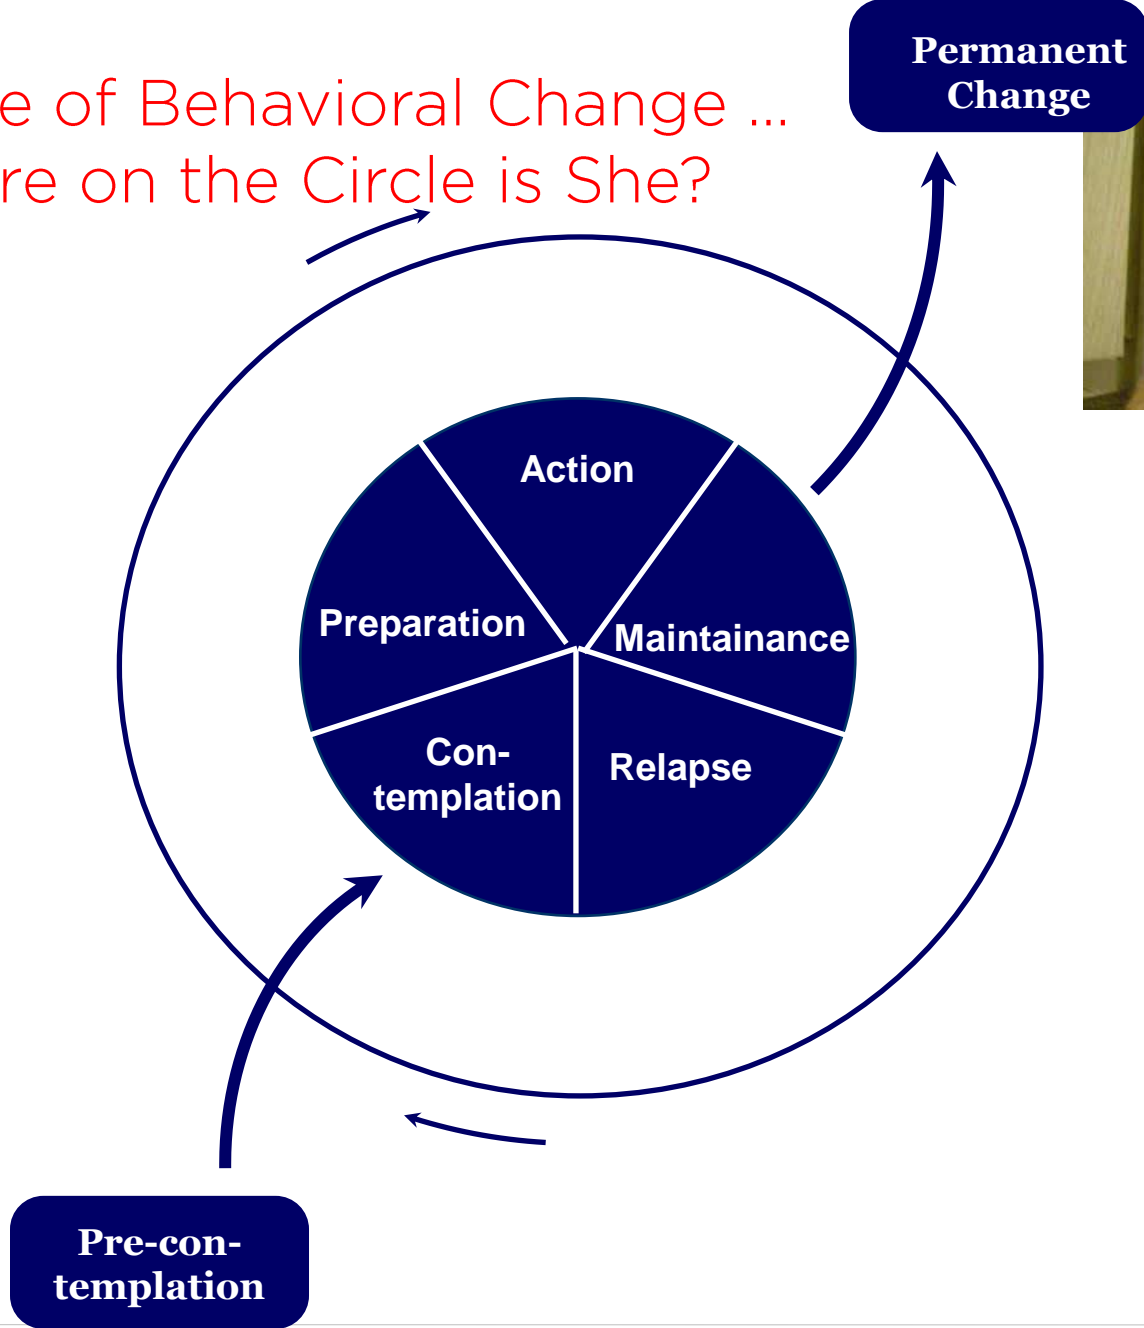 e of Behavioral Change ...
re on the Circle is She?
Permanent
Change
Action
Preparation
Maintainance
Con-
templation
Relapse
Pre-con-
templation